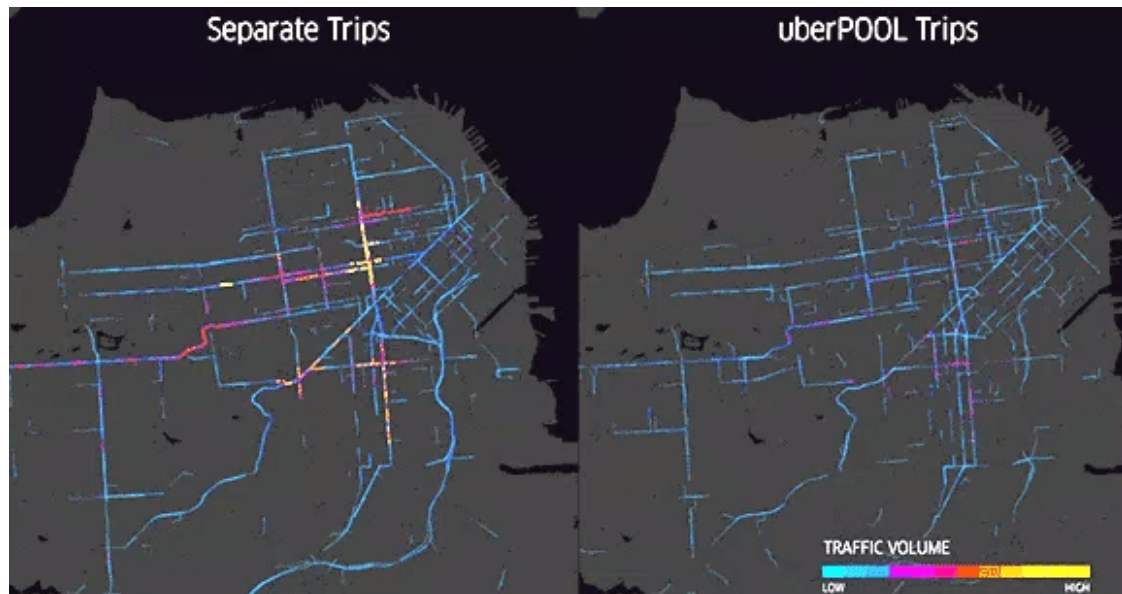 Separate Trips
uberPOOL Trips
TRAFFIC VOLUME
LOW
HIGH